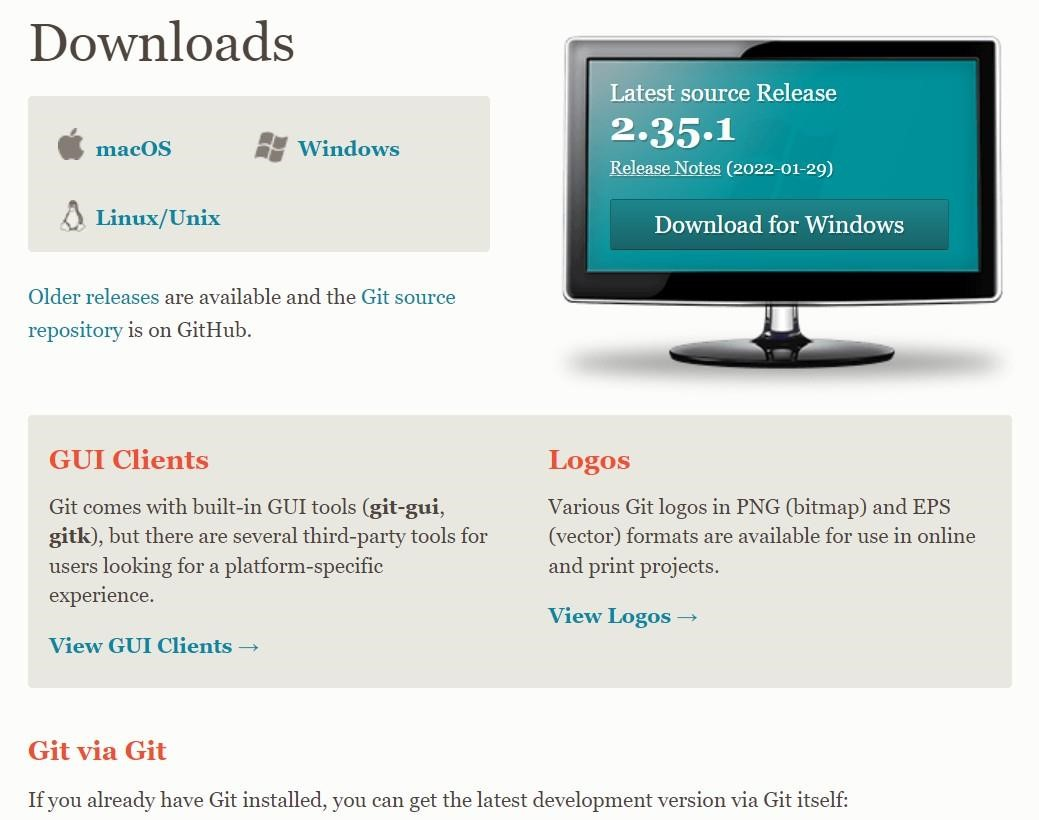 Downloads
macOS
Windows
Linux/Unix
Older releases are available and the Git source
repository is on GitHub.
Latest source Release
2.35.1
Release Notes (2022-01-29)
Download for Windows
GUI Clients
Git comes with built-in GUI tools (git-gui,
gitk), but there are several third-party tools for
users looking for a platform-specific
experience.
View GUI Clients →
Logos
Various Git logos in PNG (bitmap) and EPS
(vector) formats are available for use in online
and print projects.
View Logos →
Git via Git
If you already have Git installed, you can get the latest development version via Git itself: